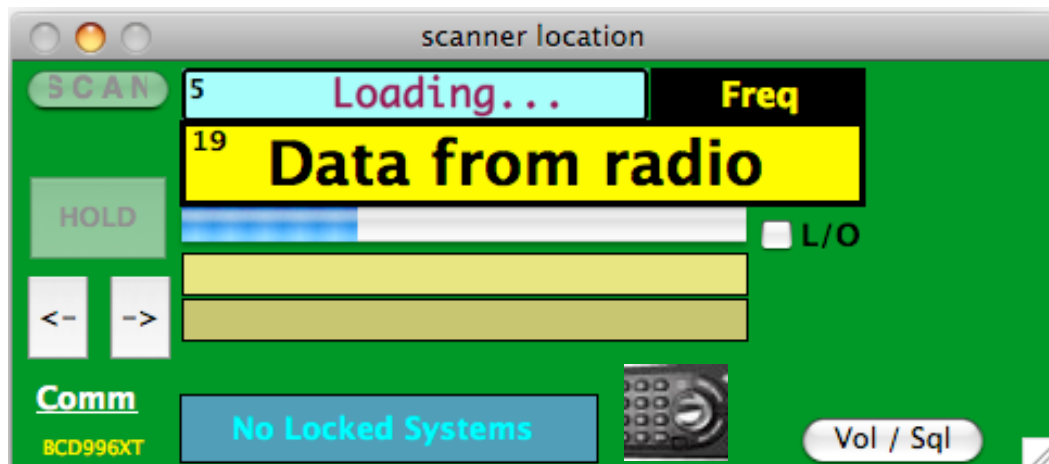 scanner location
SCAN
5 Loading... Freq
19 Data from radio
HOLD
L/O
<- ->
Comm
No Locked Systems
BCD996XT
Vol / Sql